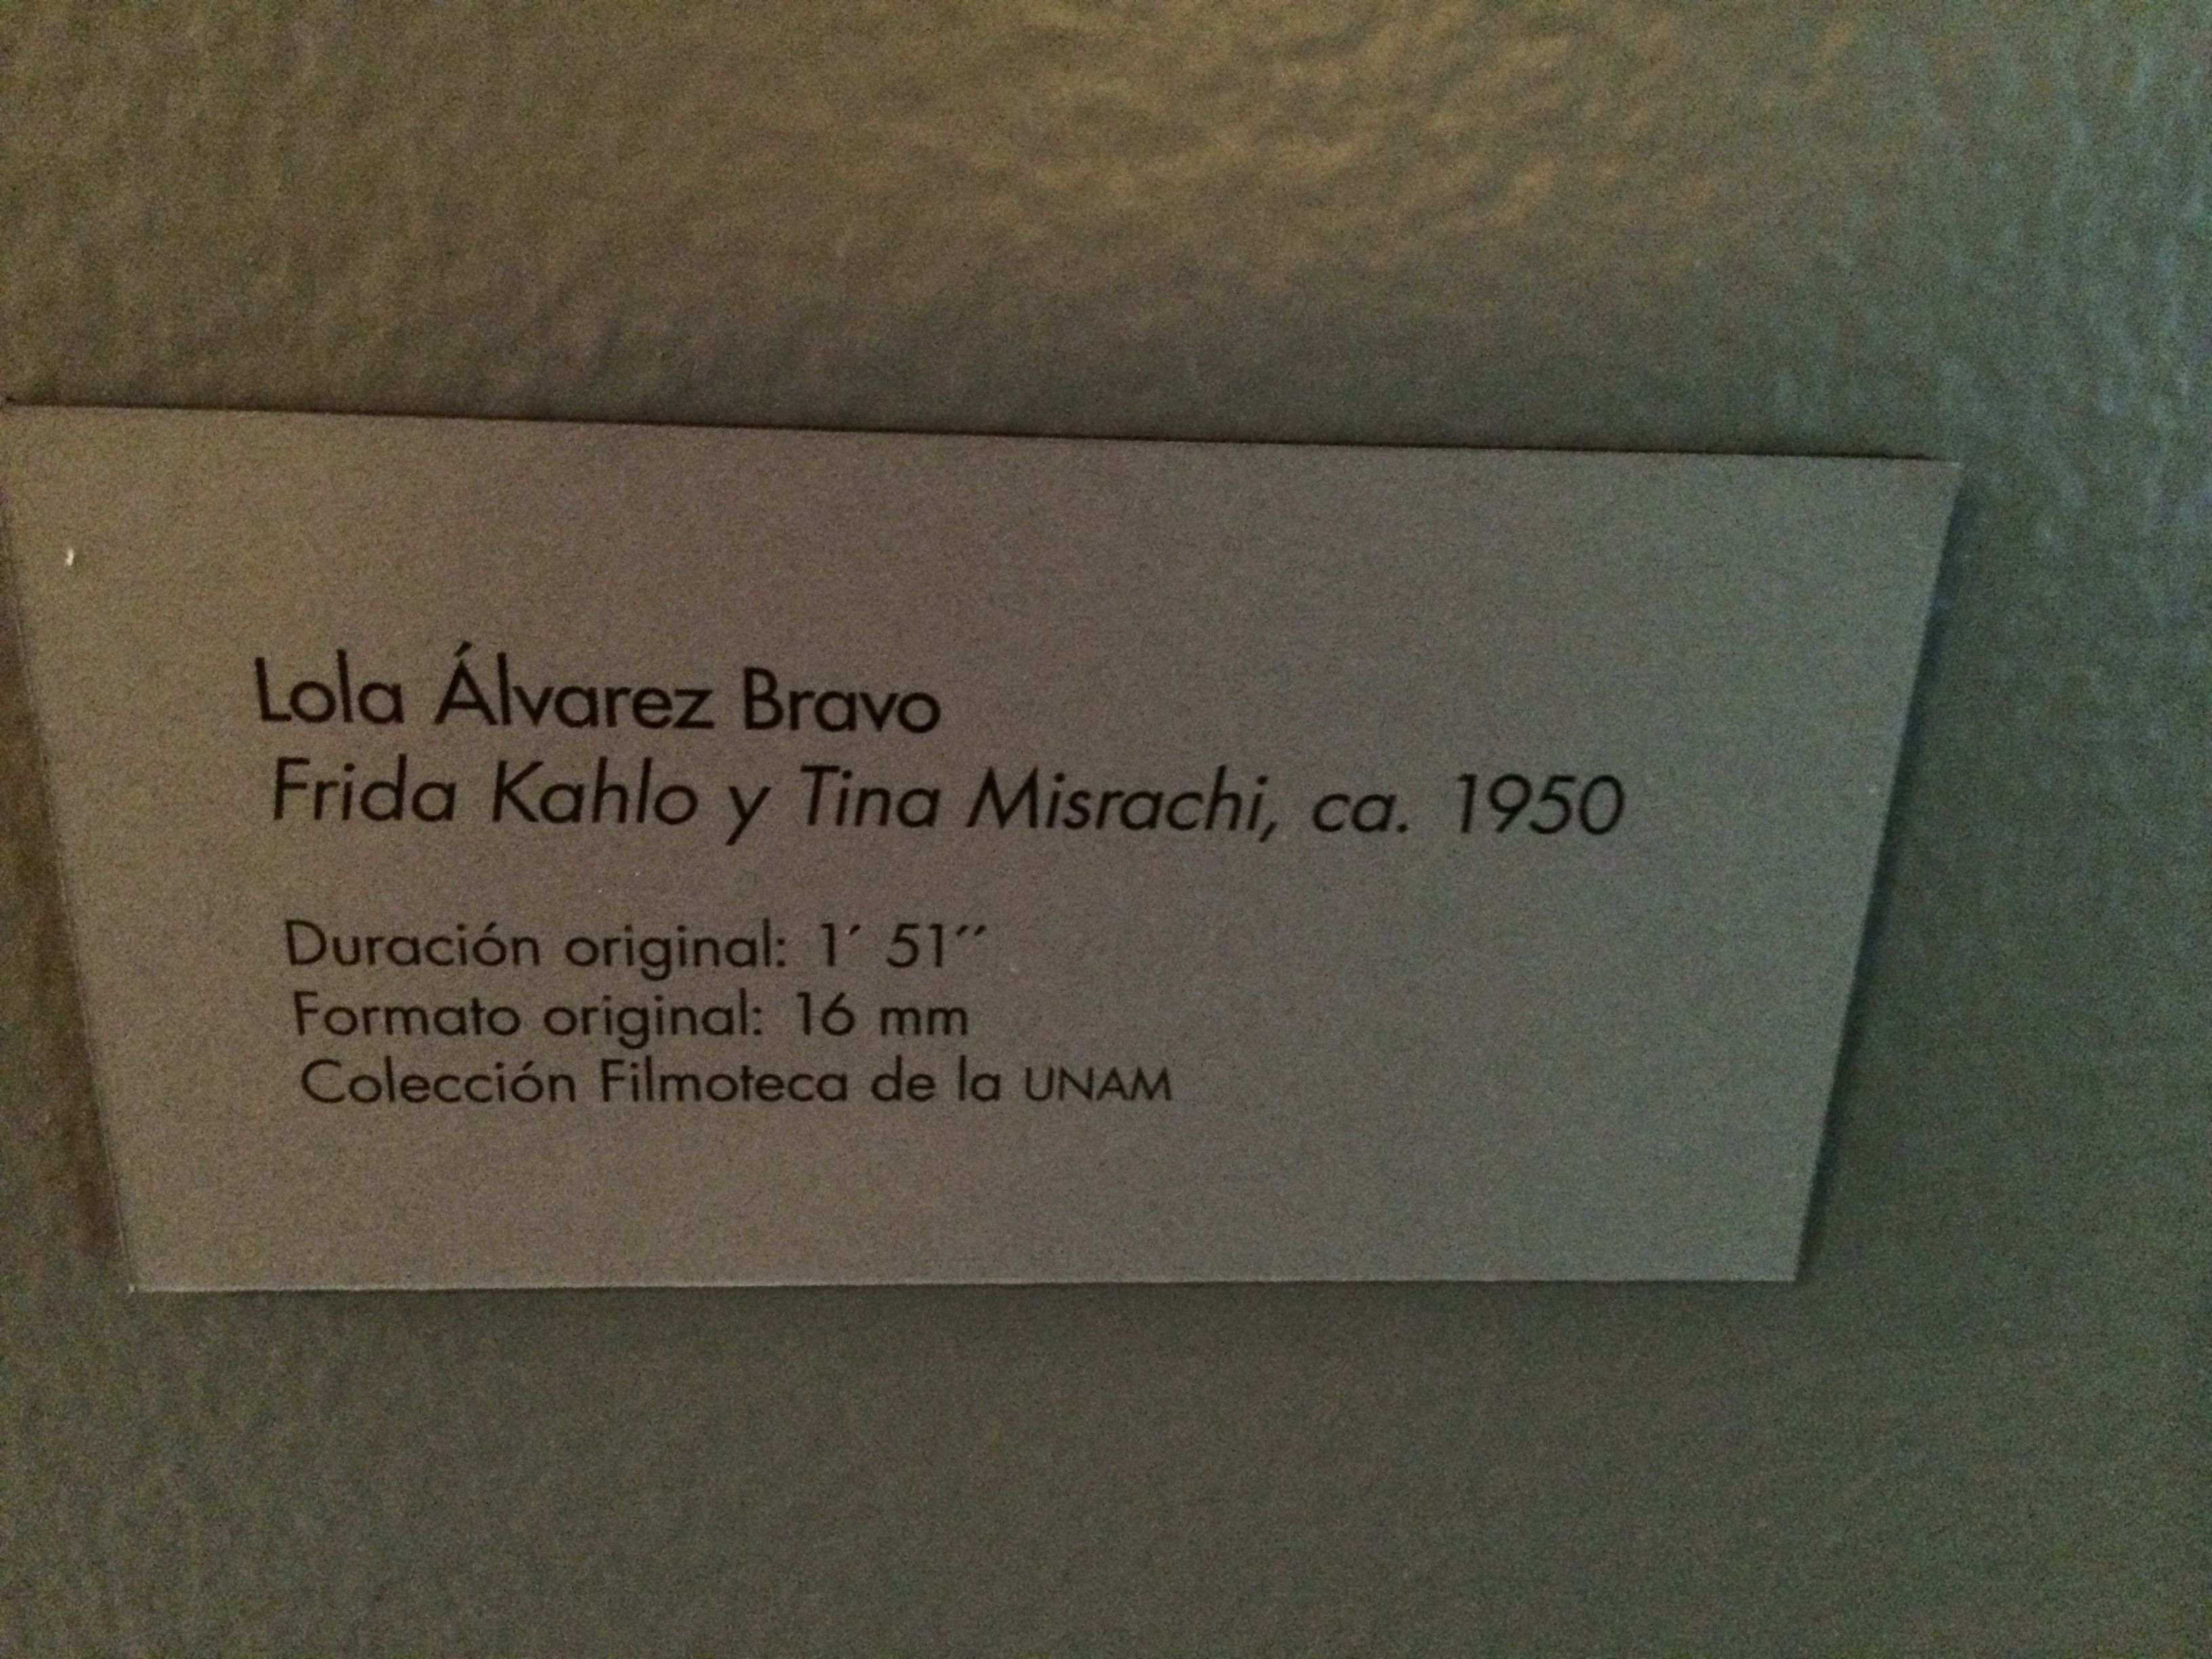 Lola Álvarez Bravo
Frida Kahlo y Tina Misrachi, ca. 1950
Duración original: 1´ 51´´
Formato original: 16 mm
Colección Filmoteca de la UNAM